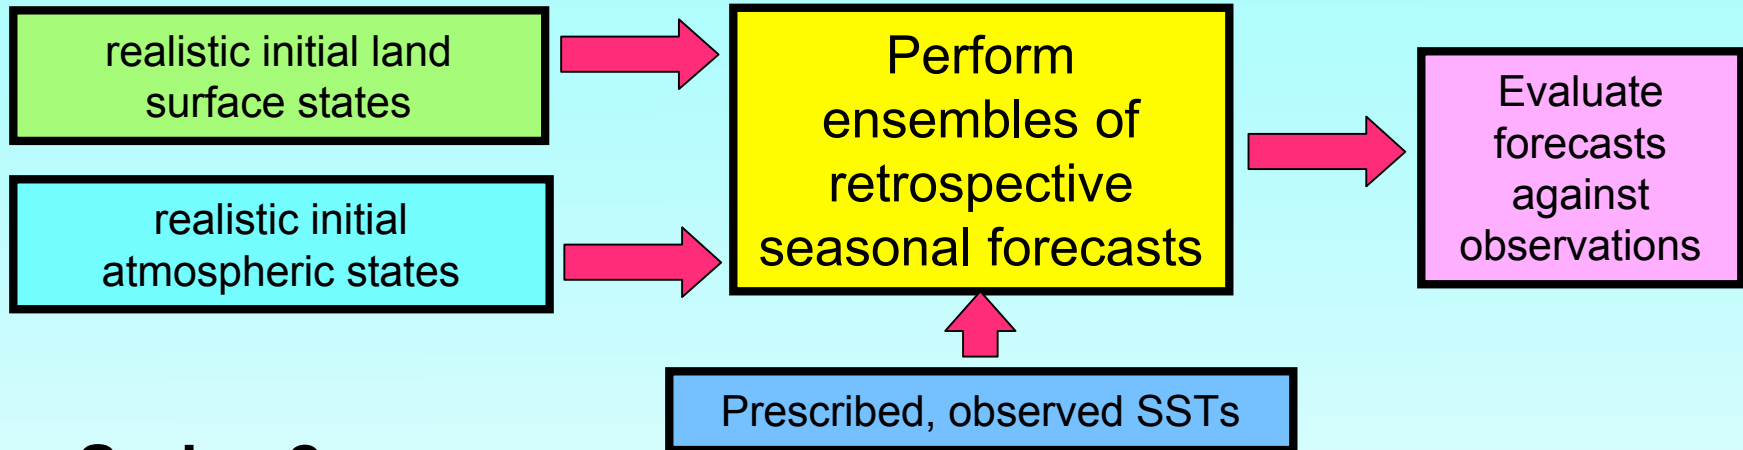 realistic initial land
surface states
realistic initial
atmospheric states
Perform
ensembles of
retrospective
seasonal forecasts
Prescribed, observed SSTs
Evaluate
forecasts
against
observations